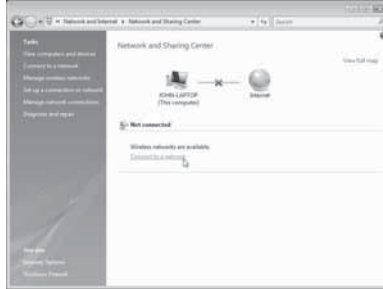 Network and Internet ▸ Network and Sharing Center
Search
Tasks
View computers and devices
Connect to a network
Manage wireless networks
Set up a connection or network
Manage network connections
Diagnose and repair
Network and Sharing Center
View full map
JOHN-LAPTOP
(This computer)
Internet
Not connected
Wireless networks are available.
Connect to a network
See also
Internet Options
Windows Firewall